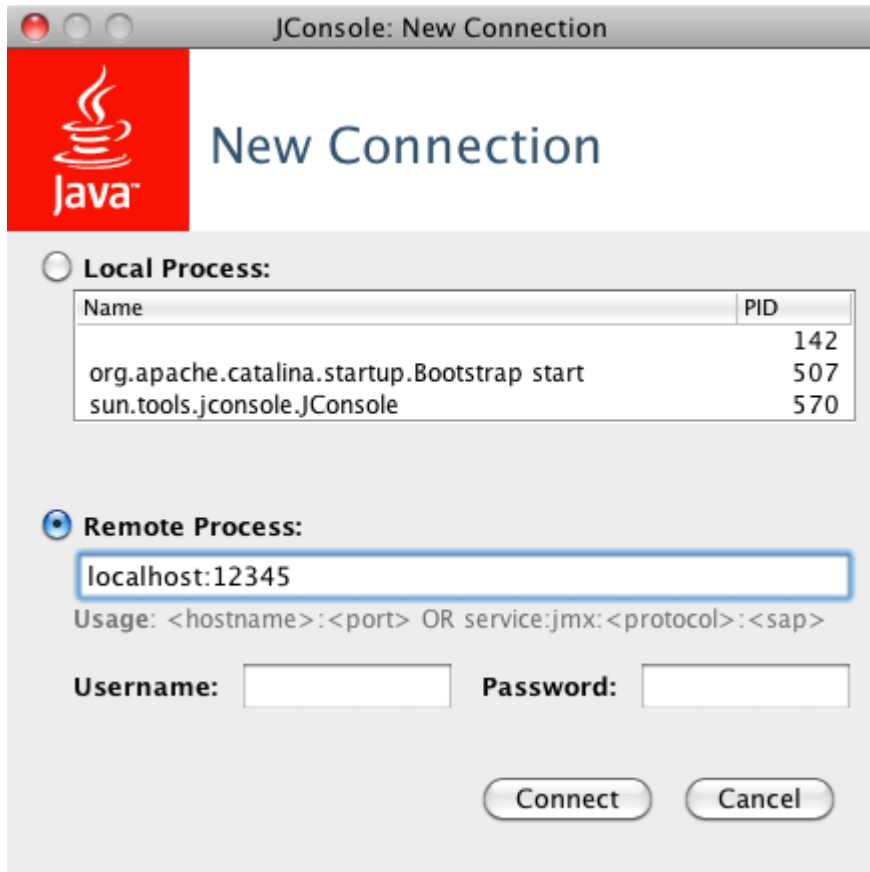 JConsole: New Connection
Java™
New Connection
Local Process:
Name PID
142
org.apache.catalina.startup.Bootstrap start 507
sun.tools.jconsole.JConsole 570
Remote Process:
localhost:12345
Usage: <hostname>:<port> OR service:jmx:<protocol>:<sap>
Username: Password:
Connect Cancel